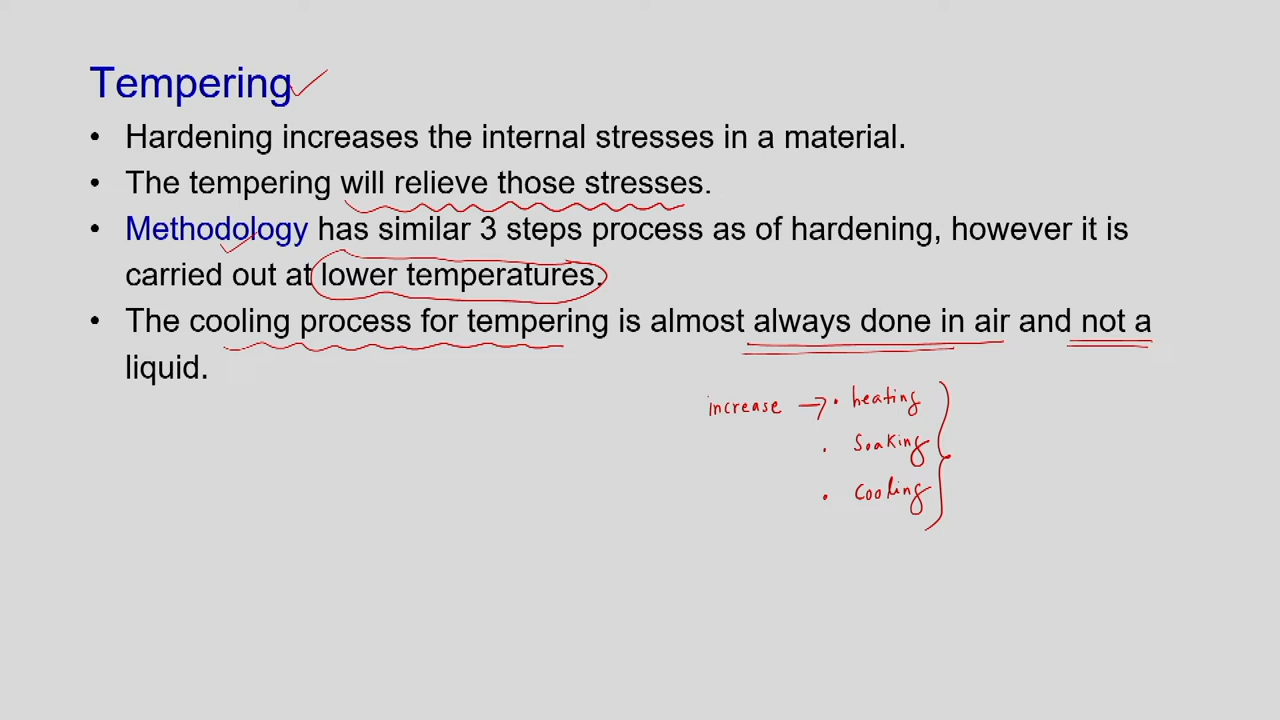 Tempering
• Hardening increases the internal stresses in a material.
• The tempering will relieve those stresses.
• Methodology has similar 3 steps process as of hardening, however it is
carried out at lower temperatures.
• The cooling process for tempering is almost always done in air and not a
liquid.
increase → • heating
• Soaking
• Cooling